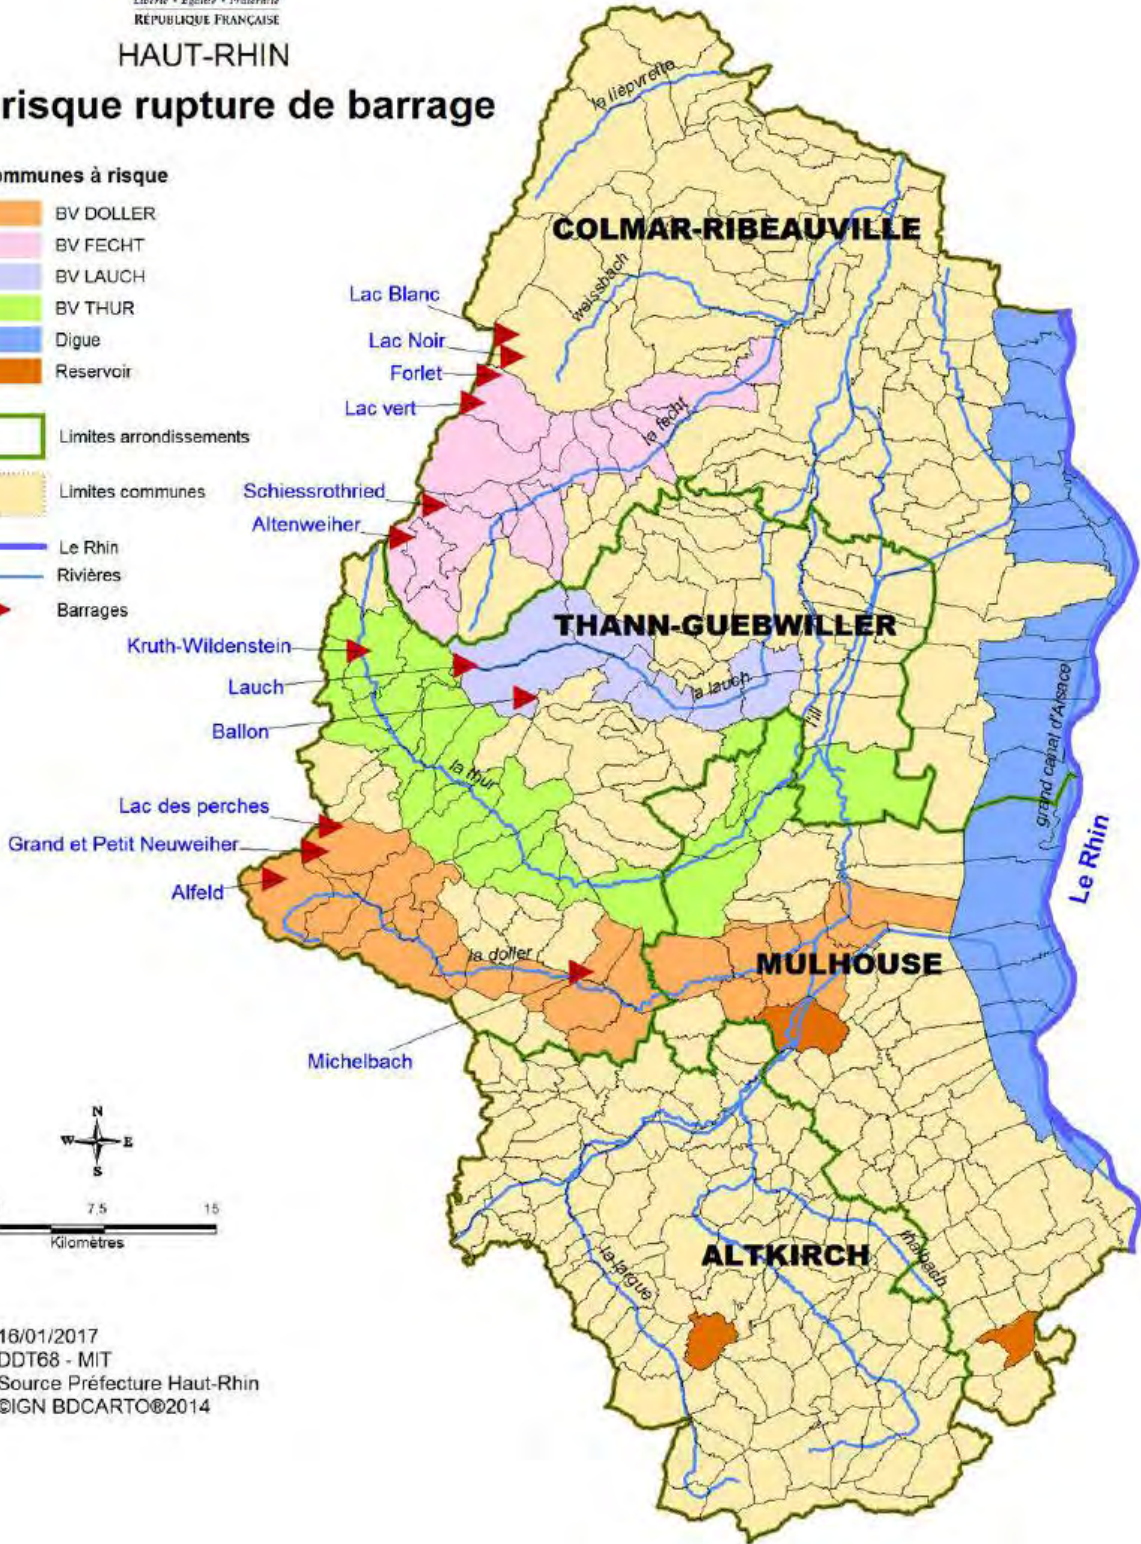 Liberté • Égalité • Fraternité
RÉPUBLIQUE FRANÇAISE
HAUT-RHIN
risque rupture de barrage
ommunes à risque
BV DOLLER
BV FECHT
BV LAUCH
BV THUR
Digue
Reservoir
Limites arrondissements
Limites communes
Le Rhin
Rivières
Barrages
la lièpvrette
COLMAR-RIBEAUVILLE
weissbach
Lac Blanc
Lac Noir
Forlet
Lac vert
la fecht
Schiessrothried
Altenweiher
THANN-GUEBWILLER
Kruth-Wildenstein
Lauch
la lauch
Ballon
l'ill
grand canal d'Alsace
la thur
Lac des perches
Grand et Petit Neuweiher
Alfeld
Le Rhin
la doller
MULHOUSE
Michelbach
N
W
E
S
7,5
15
Kilomètres
ALTKIRCH
la largue
16/01/2017
DDT68 - MIT
Source Préfecture Haut-Rhin
©IGN BDCARTO®2014